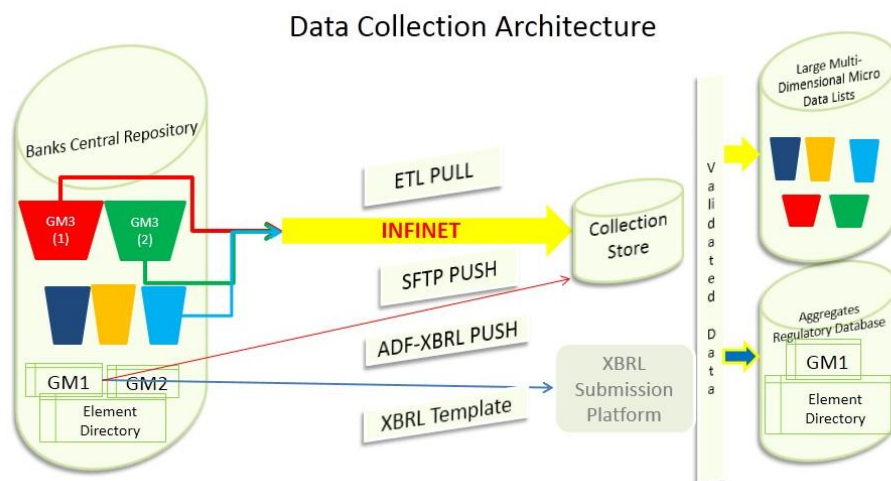 Data Collection Architecture
Banks Central Repository
GM3
(1)
GM3
(2)
GM1
GM2
Element
Directory
ETL PULL
INFINET
SFTP PUSH
ADF-XBRL PUSH
XBRL Template
Collection
Store
XBRL
Submission
Platform
Validated Data
Large Multi-
Dimensional Micro
Data Lists
Aggregates
Regulatory Database
GM1
Element
Directory